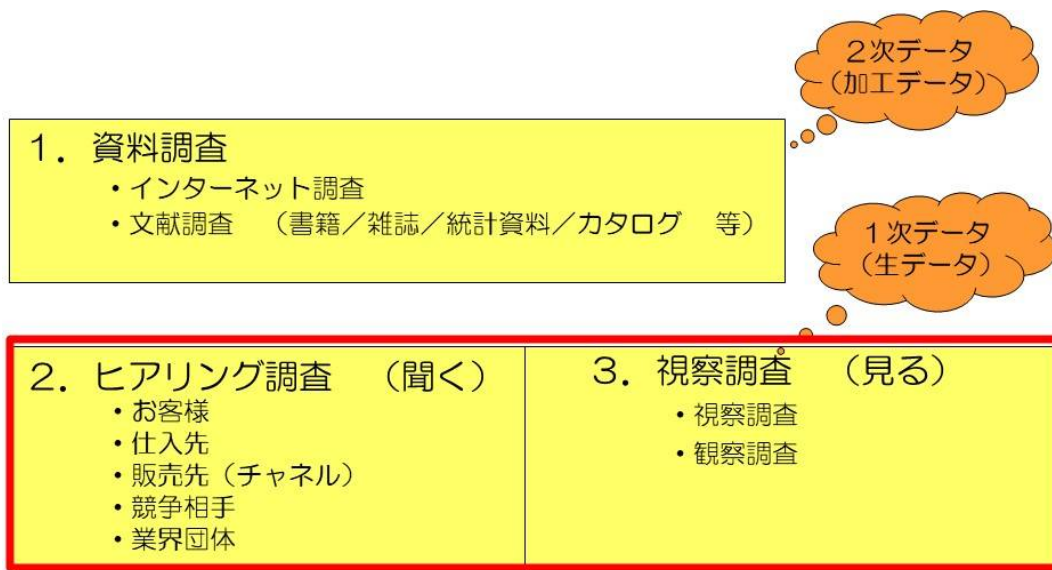 2次データ
(加工データ)
1．資料調査
・インターネット調査
・文献調査　(書籍／雑誌／統計資料／カタログ　等)
1次データ
(生データ)
2．ヒアリング調査　(聞く)
・お客様
・仕入先
・販売先(チャネル)
・競争相手
・業界団体
3．視察調査　(見る)
・視察調査
・観察調査